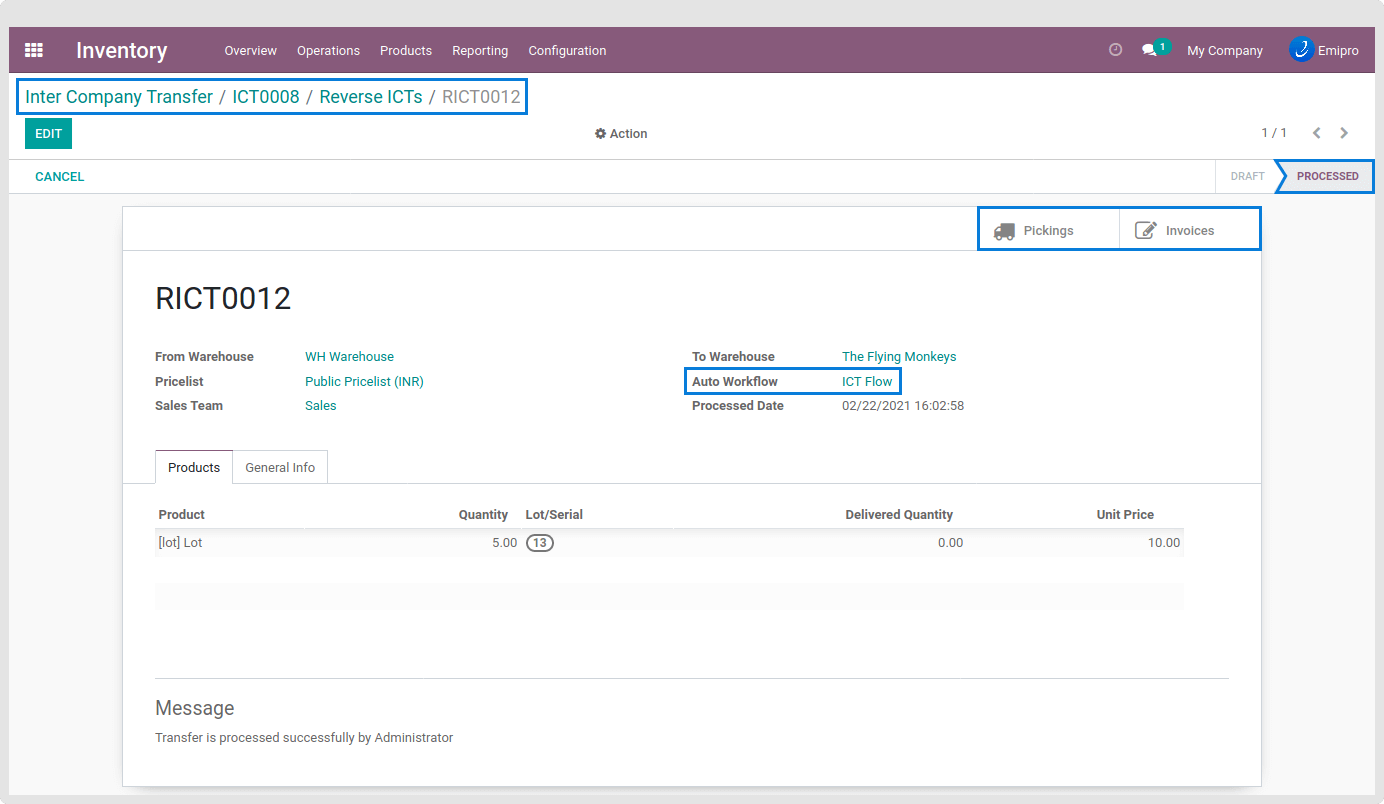 Inventory Overview Operations Products Reporting Configuration 1 My Company Emipro
Inter Company Transfer / ICT0008 / Reverse ICTs / RICT0012
EDIT Action 1 / 1
CANCEL DRAFT PROCESSED
Pickings Invoices
RICT0012
From Warehouse WH Warehouse To Warehouse The Flying Monkeys
Pricelist Public Pricelist (INR) Auto Workflow ICT Flow
Sales Team Sales Processed Date 02/22/2021 16:02:58
Products General Info
Product Quantity Lot/Serial Delivered Quantity Unit Price
[lot] Lot 5.00 13 0.00 10.00
Message
Transfer is processed successfully by Administrator